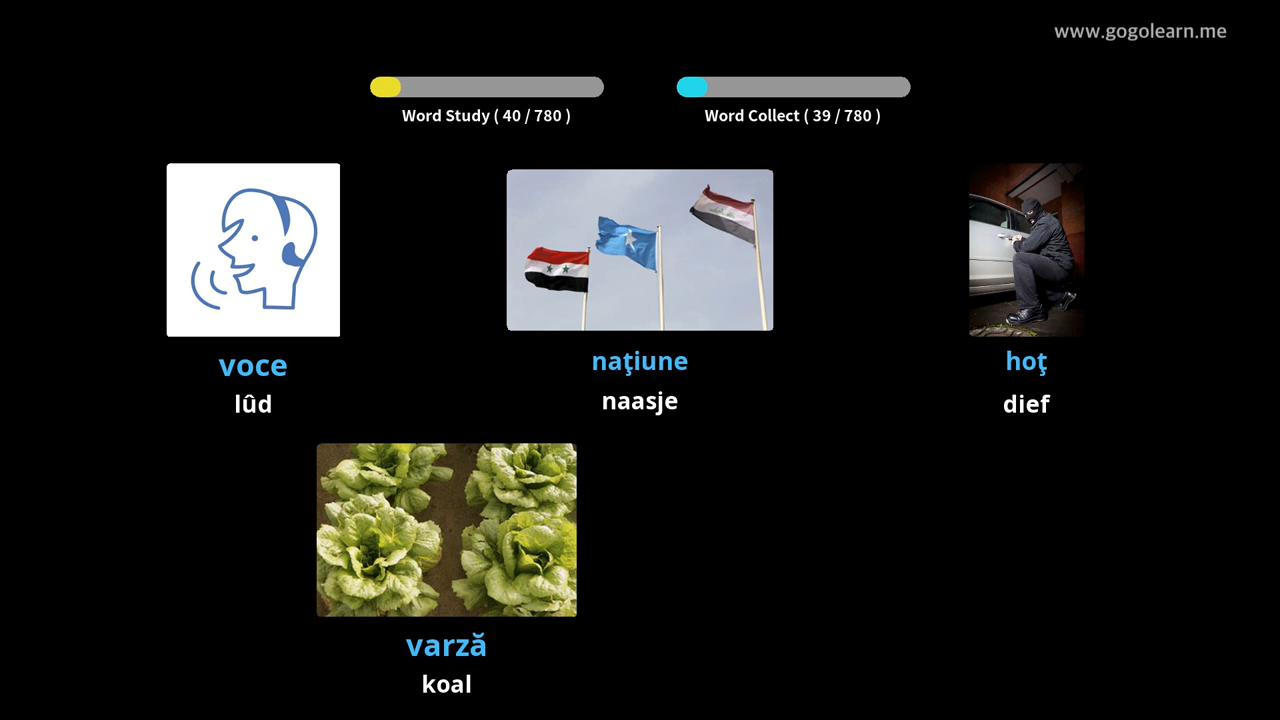 www.gogolearn.me
Word Study ( 40 / 780 )
Word Collect ( 39 / 780 )
voce
lûd
naţiune
naasje
hoţ
dief
varză
koal